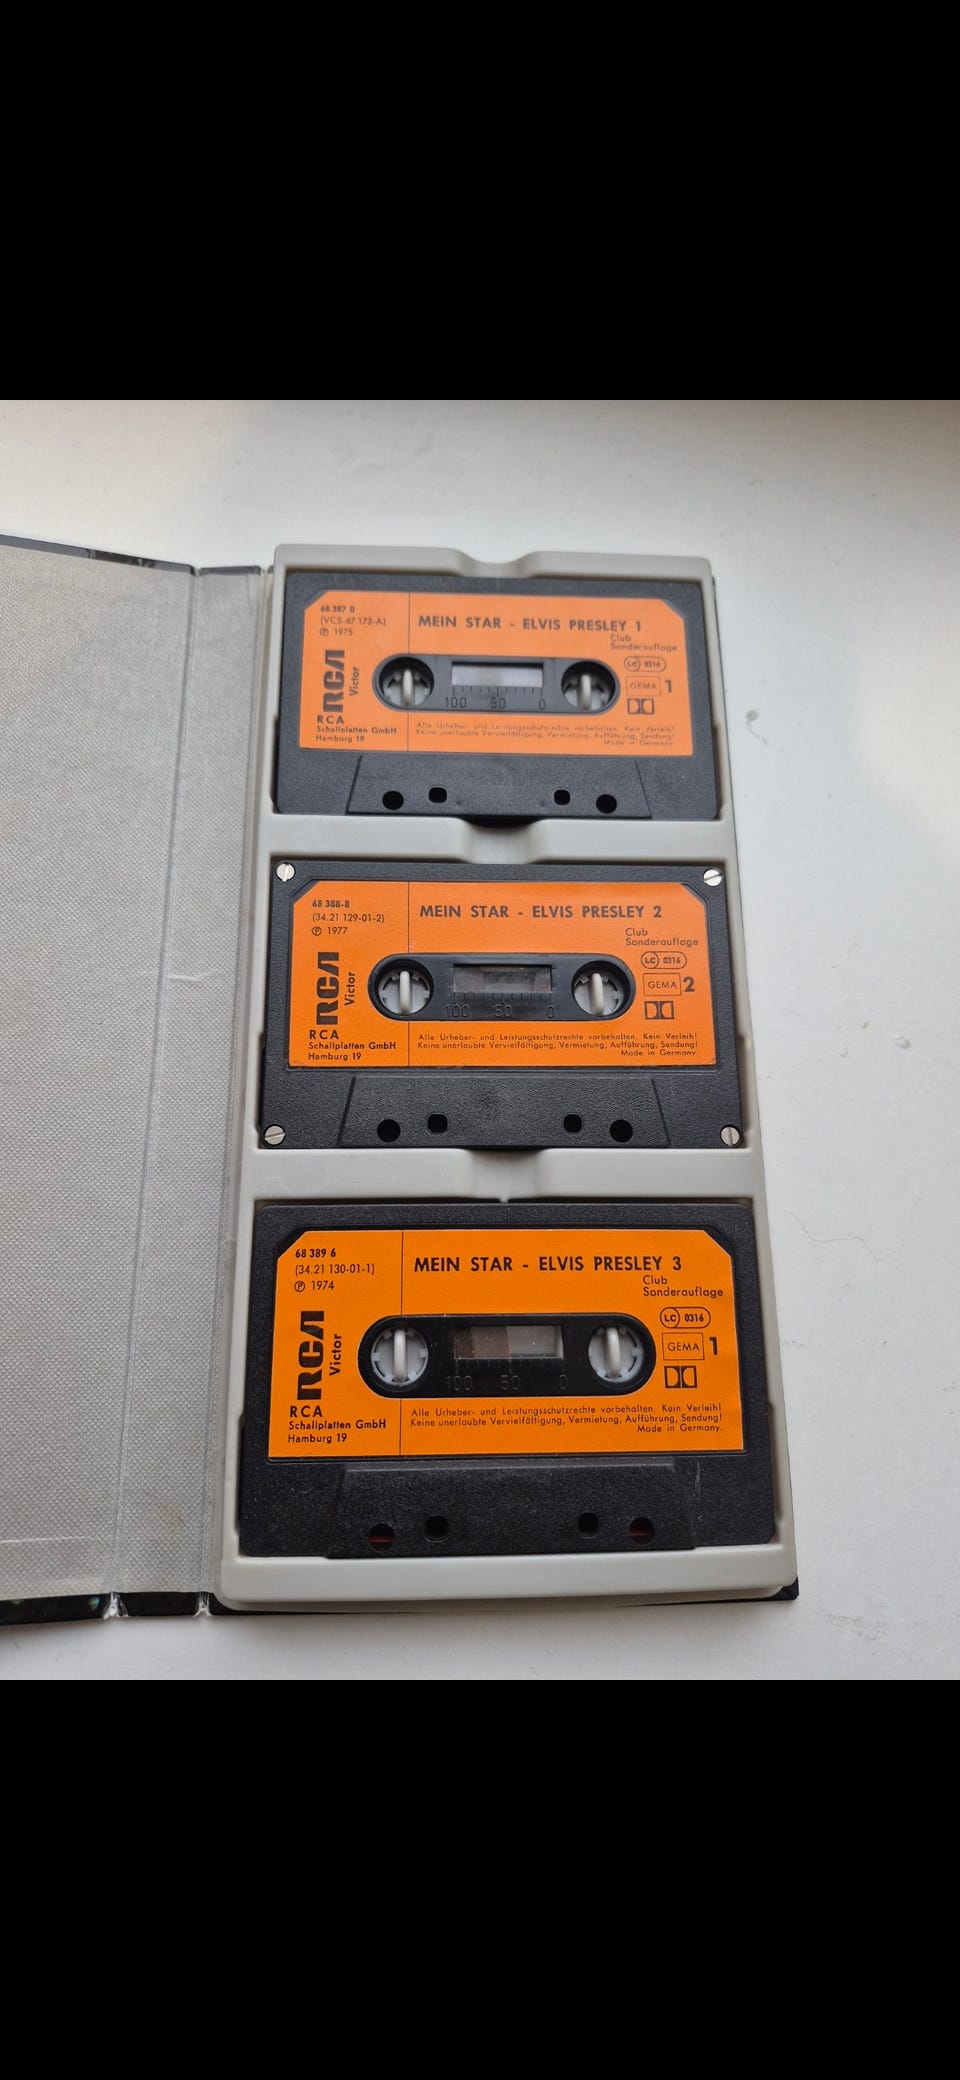 68 387 0
(VCS-67 173-A)
℗ 1975
MEIN STAR - ELVIS PRESLEY 1
Club
Sonderauflage
LC 0316
GEMA 1
RCA
Victor
100 50 0
RCA
Schallplatten GmbH
Hamburg 19
Alle Urheber- und Leistungsschutzrechte vorbehalten. Kein Verleih!
Keine unerlaubte Vervielfältigung, Vermietung, Aufführung, Sendung!
Made in Germany.
68 388-8
(34.21 129-01-2)
℗ 1977
MEIN STAR - ELVIS PRESLEY 2
Club
Sonderauflage
LC 0316
GEMA 2
RCA
Victor
100 50 0
RCA
Schallplatten GmbH
Hamburg 19
Alle Urheber- und Leistungsschutzrechte vorbehalten. Kein Verleih!
Keine unerlaubte Vervielfältigung, Vermietung, Aufführung, Sendung!
Made in Germany.
68 389 6
(34.21 130-01-1)
℗ 1974
MEIN STAR - ELVIS PRESLEY 3
Club
Sonderauflage
LC 0316
GEMA 1
RCA
Victor
100 50 0
RCA
Schallplatten GmbH
Hamburg 19
Alle Urheber- und Leistungsschutzrechte vorbehalten. Kein Verleih!
Keine unerlaubte Vervielfältigung, Vermietung, Aufführung, Sendung!
Made in Germany.